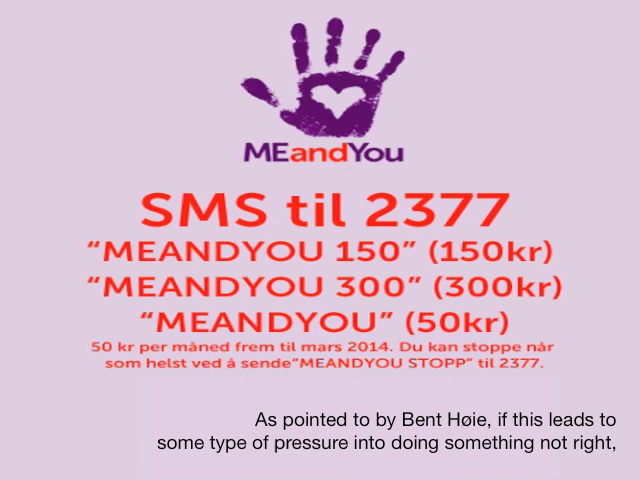 MEandYou
SMS til 2377
“MEANDYOU 150” (150kr)
“MEANDYOU 300” (300kr)
“MEANDYOU” (50kr)
50 kr per måned frem til mars 2014. Du kan stoppe når
som helst ved å sende“MEANDYOU STOPP” til 2377.
As pointed to by Bent Høie, if this leads to
some type of pressure into doing something not right,